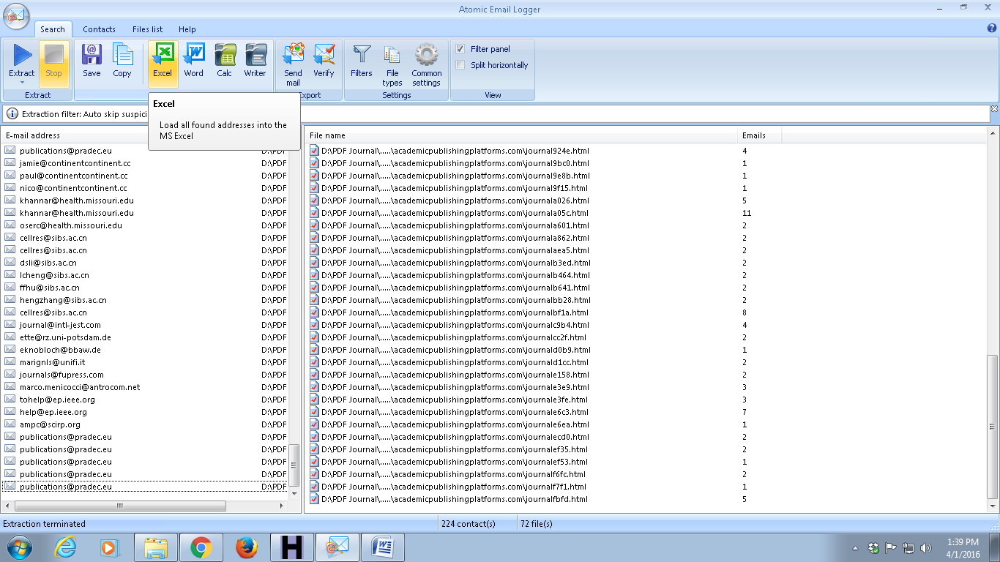 Atomic Email Logger
Search Contacts Files list Help
Extract Stop Save Copy Excel Word Calc Writer Send mail Verify Filters File types Common settings
Filter panel
Split horizontally
Extract Export Settings View
Extraction filter: Auto skip
Excel
Load all found addresses into the
MS Excel
E-mail address
publications@pradec.eu D:\PDF
jamie@continentcontinent.cc D:\PDF
paul@continentcontinent.cc D:\PDF
nico@continentcontinent.cc D:\PDF
khannar@health.missouri.edu D:\PDF
khannar@health.missouri.edu D:\PDF
oserc@health.missouri.edu D:\PDF
cellres@sibs.ac.cn D:\PDF
cellres@sibs.ac.cn D:\PDF
dsli@sibs.ac.cn D:\PDF
lcheng@sibs.ac.cn D:\PDF
ffhu@sibs.ac.cn D:\PDF
hengzhang@sibs.ac.cn D:\PDF
cellres@sibs.ac.cn D:\PDF
journal@intl-jest.com D:\PDF
ette@rz.uni-potsdam.de D:\PDF
eknobloch@bbaw.de D:\PDF
marignls@unifi.it D:\PDF
journals@fupress.com D:\PDF
marco.menicocci@antrocom.net D:\PDF
tohelp@ep.ieee.org D:\PDF
help@ep.ieee.org D:\PDF
ampc@scirp.org D:\PDF
publications@pradec.eu D:\PDF
publications@pradec.eu D:\PDF
publications@pradec.eu D:\PDF
publications@pradec.eu D:\PDF
publications@pradec.eu D:\PDF
File name Emails
D:\PDF Journal\.....\academicpublishingplatforms.com\journal924e.html 4
D:\PDF Journal\.....\academicpublishingplatforms.com\journal9bc0.html 1
D:\PDF Journal\.....\academicpublishingplatforms.com\journal9e8b.html 1
D:\PDF Journal\.....\academicpublishingplatforms.com\journal9f15.html 1
D:\PDF Journal\.....\academicpublishingplatforms.com\journala026.html 5
D:\PDF Journal\.....\academicpublishingplatforms.com\journala05c.html 11
D:\PDF Journal\.....\academicpublishingplatforms.com\journala601.html 2
D:\PDF Journal\.....\academicpublishingplatforms.com\journala862.html 2
D:\PDF Journal\.....\academicpublishingplatforms.com\journalaea5.html 2
D:\PDF Journal\.....\academicpublishingplatforms.com\journalb3ed.html 2
D:\PDF Journal\.....\academicpublishingplatforms.com\journalb464.html 2
D:\PDF Journal\.....\academicpublishingplatforms.com\journalb641.html 2
D:\PDF Journal\.....\academicpublishingplatforms.com\journalbb28.html 2
D:\PDF Journal\.....\academicpublishingplatforms.com\journalbf1a.html 8
D:\PDF Journal\.....\academicpublishingplatforms.com\journalc9b4.html 4
D:\PDF Journal\.....\academicpublishingplatforms.com\journalcc2f.html 2
D:\PDF Journal\.....\academicpublishingplatforms.com\journald0b9.html 1
D:\PDF Journal\.....\academicpublishingplatforms.com\journald1cc.html 2
D:\PDF Journal\.....\academicpublishingplatforms.com\journale158.html 2
D:\PDF Journal\.....\academicpublishingplatforms.com\journale3e9.html 3
D:\PDF Journal\.....\academicpublishingplatforms.com\journale3fe.html 3
D:\PDF Journal\.....\academicpublishingplatforms.com\journale6c3.html 7
D:\PDF Journal\.....\academicpublishingplatforms.com\journale6ea.html 1
D:\PDF Journal\.....\academicpublishingplatforms.com\journalecd0.html 2
D:\PDF Journal\.....\academicpublishingplatforms.com\journalef35.html 2
D:\PDF Journal\.....\academicpublishingplatforms.com\journalef53.html 1
D:\PDF Journal\.....\academicpublishingplatforms.com\journalf6fc.html 2
D:\PDF Journal\.....\academicpublishingplatforms.com\journalf7f1.html 1
D:\PDF Journal\.....\academicpublishingplatforms.com\journalfbfd.html 5
Extraction terminated 224 contact(s) 72 file(s)
1:39 PM
4/1/2016